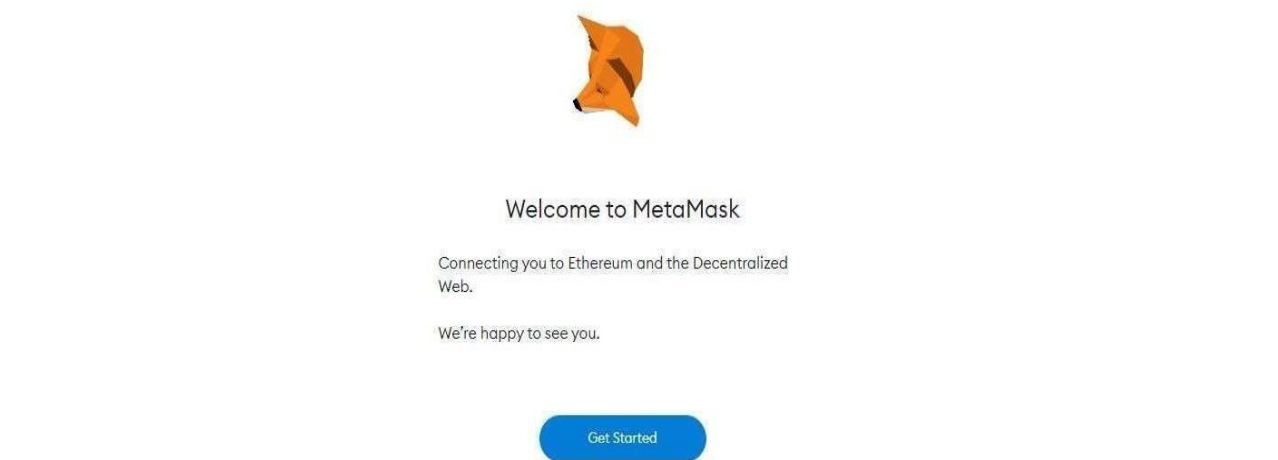 Welcome to MetaMask
Connecting you to Ethereum and the Decentralized
Web.
We're happy to see you.
Get Started